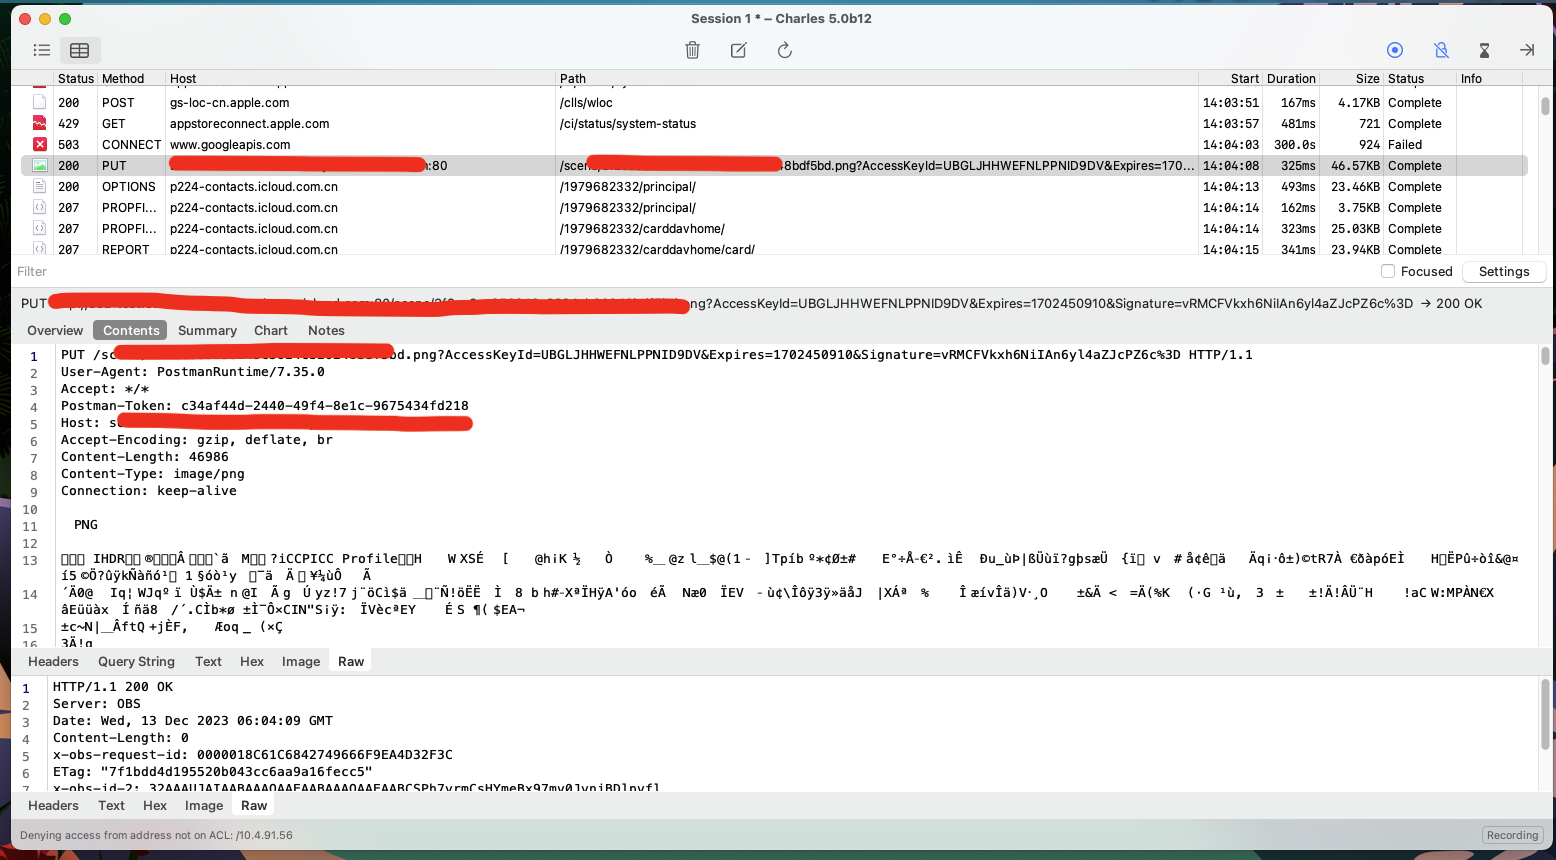 Session 1 * – Charles 5.0b12
Status Method Host Path Start Duration Size Status Info
200 POST gs-loc-cn.apple.com /clls/wloc 14:03:51 167ms 4.17KB Complete
429 GET appstoreconnect.apple.com /ci/status/system-status 14:03:57 481ms 721 Complete
503 CONNECT www.googleapis.com 14:04:03 300.0s 924 Failed
200 PUT :80 /scen 8bdf5bd.png?AccessKeyId=UBGLJHHWEFNLPPNID9DV&Expires=170... 14:04:08 325ms 46.57KB Complete
200 OPTIONS p224-contacts.icloud.com.cn /1979682332/principal/ 14:04:13 493ms 23.46KB Complete
207 PROPFI... p224-contacts.icloud.com.cn /1979682332/principal/ 14:04:14 162ms 3.75KB Complete
207 PROPFI... p224-contacts.icloud.com.cn /1979682332/carddavhome/ 14:04:14 323ms 25.03KB Complete
207 REPORT p224-contacts.icloud.com.cn /1979682332/carddavhome/card/ 14:04:15 341ms 23.94KB Complete
Filter Focused Settings
PUT ng?AccessKeyId=UBGLJHHWEFNLPPNID9DV&Expires=1702450910&Signature=vRMCFVkxh6NiIAn6yl4aZJcPZ6c%3D → 200 OK
Overview Contents Summary Chart Notes
1 PUT /sc d.png?AccessKeyId=UBGLJHHWEFNLPPNID9DV&Expires=1702450910&Signature=vRMCFVkxh6NiIAn6yl4aZJcPZ6c%3D HTTP/1.1
2 User-Agent: PostmanRuntime/7.35.0
3 Accept: */*
4 Postman-Token: c34af44d-2440-49f4-8e1c-9675434fd218
5 Host: s
6 Accept-Encoding: gzip, deflate, br
7 Content-Length: 46986
8 Content-Type: image/png
9 Connection: keep-alive
10
11 PNG
12
13 IHDR ?iCCPICC Profile
14
15
16
Headers Query String Text Hex Image Raw
1 HTTP/1.1 200 OK
2 Server: OBS
3 Date: Wed, 13 Dec 2023 06:04:09 GMT
4 Content-Length: 0
5 x-obs-request-id: 0000018C61C6842749666F9EA4D32F3C
6 ETag: "7f1bdd4d195520b043cc6aa9a16fecc5"
7 x-obs-id-2:
Headers Text Hex Image Raw
Denying access from address not on ACL: /10.4.91.56 Recording